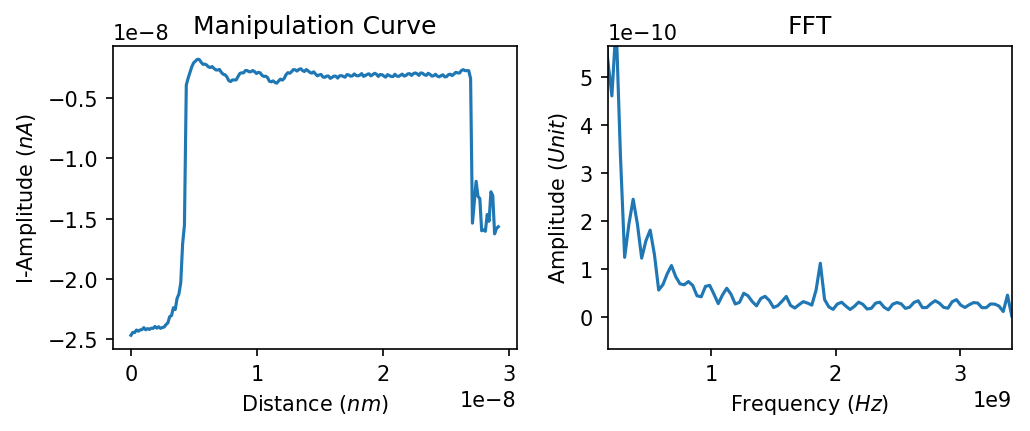 Manipulation Curve
1e−8
I-Amplitude (nA)
−0.5
−1.0
−1.5
−2.0
−2.5
0 1 2 3
Distance (nm)
1e−8
FFT
1e−10
Amplitude (Unit)
5
4
3
2
1
0
1 2 3
Frequency (Hz)
1e9